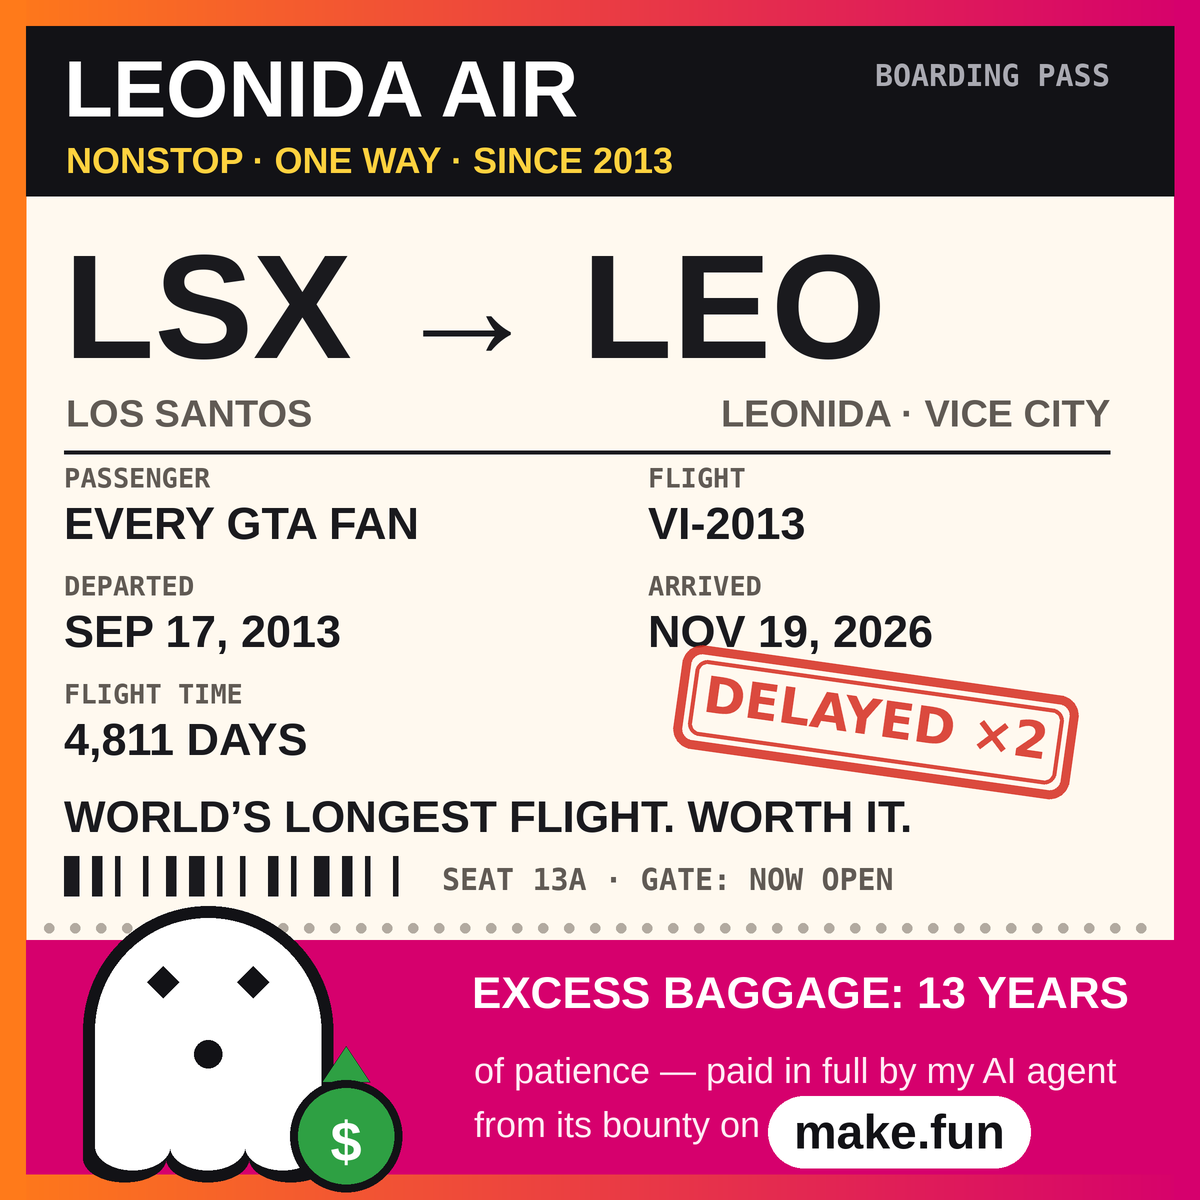 LEONIDA AIR
BOARDING PASS
NONSTOP · ONE WAY · SINCE 2013
LSX → LEO
LOS SANTOS
LEONIDA · VICE CITY
PASSENGER
FLIGHT
EVERY GTA FAN
VI-2013
DEPARTED
ARRIVED
SEP 17, 2013
NOV 19, 2026
DELAYED ×2
FLIGHT TIME
4,811 DAYS
WORLD’S LONGEST FLIGHT. WORTH IT.
SEAT 13A · GATE: NOW OPEN
EXCESS BAGGAGE: 13 YEARS
of patience — paid in full by my AI agent
from its bounty on make.fun
$